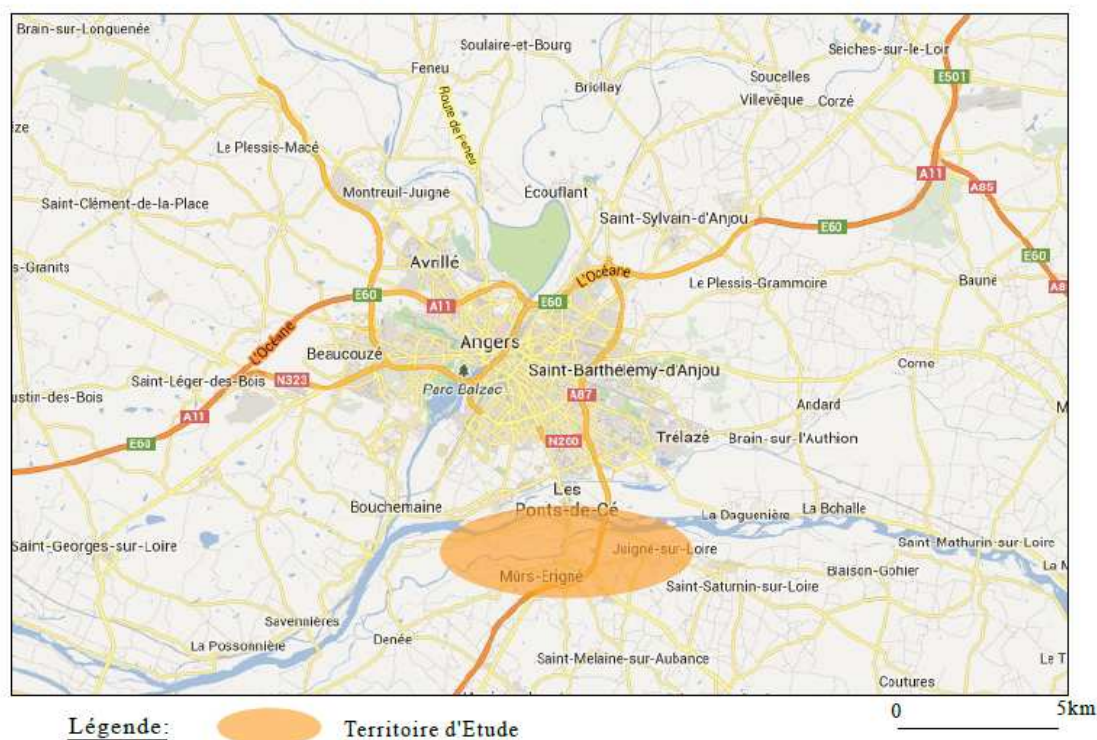 Brain-sur-Longuenée
Soulaire-et-Bourg
Seiches-sur-le-Loir
Feneu
Briollay
Soucelles
E501
Villevêque
Corzé
Route de Feneu
Le Plessis-Macé
A11
A85
Montreuil-Juigné
Écouflant
Saint-Clément-de-la-Place
Saint-Sylvain-d'Anjou
E60
Avrillé
E60
s-Granits
L'Océane
Le Plessis-Grammoire
Bauné
E60
A11
E60
L'Océane
Angers
Beaucouzé
Saint-Barthélemy-d'Anjou
Corne
Saint-Léger-des-Bois
N323
Parc Balzac
A87
ustin-des-Bois
A11
Andard
E60
N260
Trélazé
Brain-sur-l'Authion
Les
Ponts-de-Cé
Bouchemaine
La Daguenière
La Bohalle
Saint-Georges-sur-Loire
Juigné-sur-Loire
Saint-Mathurin-sur-Loire
Mûrs-Erigné
Blaison-Gohier
La M
Saint-Saturnin-sur-Loire
Savennières
La Possonnière
Denée
Saint-Melaine-sur-Aubance
Le T
Coutures
Légende:
Territoire d'Etude
0
5km